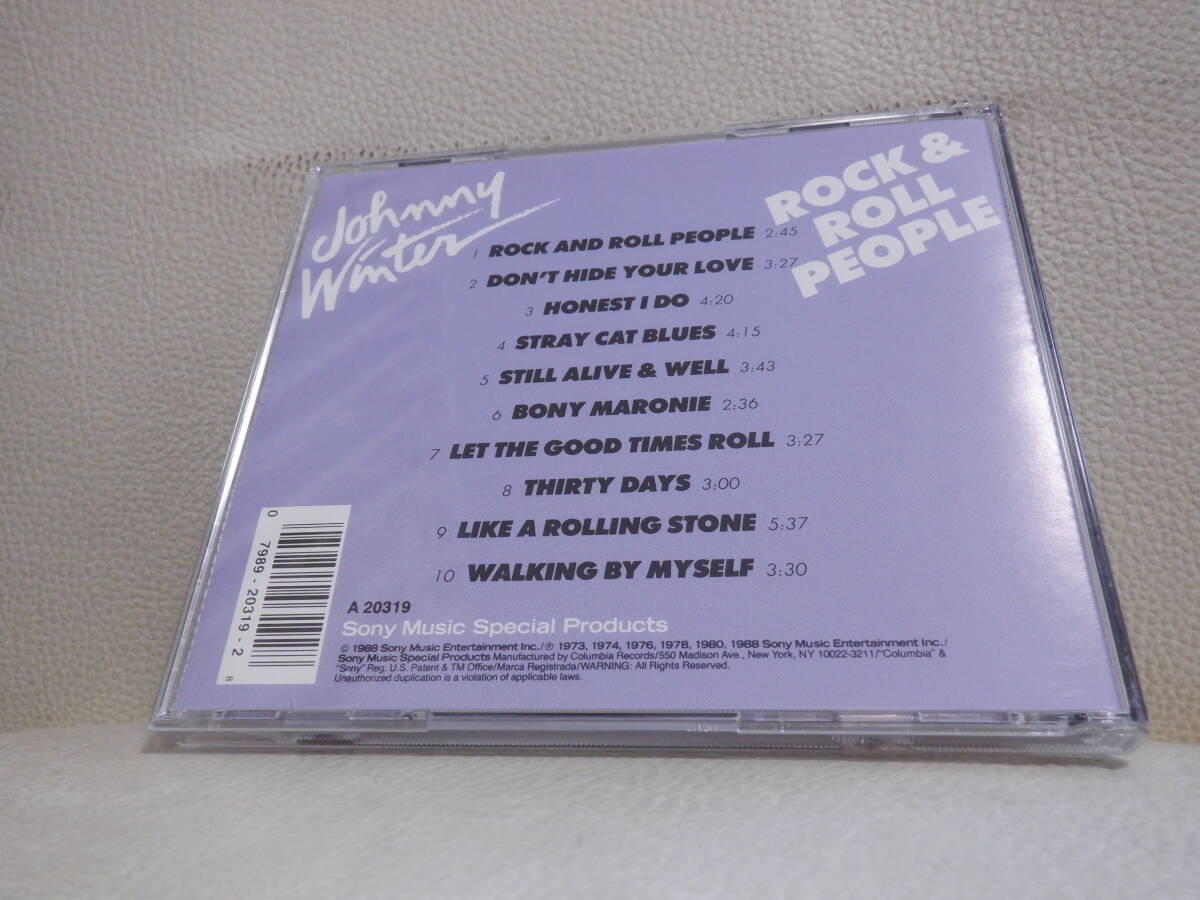 Johnny
Winter
ROCK &
ROLL
PEOPLE
1 ROCK AND ROLL PEOPLE 2:45
2 DON'T HIDE YOUR LOVE 3:27
3 HONEST I DO 4:20
4 STRAY CAT BLUES 4:15
5 STILL ALIVE & WELL 3:43
6 BONY MARONIE 2:36
7 LET THE GOOD TIMES ROLL 3:27
8 THIRTY DAYS 3:00
9 LIKE A ROLLING STONE 5:37
10 WALKING BY MYSELF 3:30
0 7989-20319-2 8
A 20319
Sony Music Special Products
© 1988 Sony Music Entertainment Inc./℗ 1973, 1974, 1976, 1978, 1980, 1988 Sony Music Entertainment Inc./
Sony Music Special Products Manufactured by Columbia Records/550 Madison Ave., New York, NY 10022-3211/"Columbia" &
"Sony" Reg. U.S. Patent & TM Office/Marca Registrada/WARNING: All Rights Reserved.
Unauthorized duplication is a violation of applicable laws.